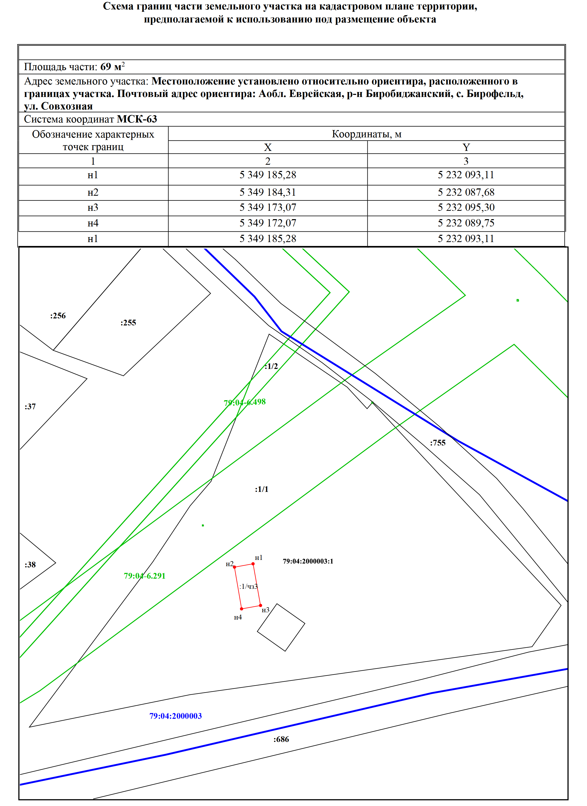 Схема границ части земельного участка на кадастровом плане территории,
предполагаемой к использованию под размещение объекта
Площадь части: 69 м²
Адрес земельного участка: Местоположение установлено относительно ориентира, расположенного в
границах участка. Почтовый адрес ориентира: Аобл. Еврейская, р-н Биробиджанский, с. Бирофельд,
ул. Совхозная
Система координат МСК-63
Обозначение характерных точек границ Координаты, м
X Y
1 2 3
н1 5 349 185,28 5 232 093,11
н2 5 349 184,31 5 232 087,68
н3 5 349 173,07 5 232 095,30
н4 5 349 172,07 5 232 089,75
н1 5 349 185,28 5 232 093,11
:256
:255
:1/2
79:04-6.498
:37
:755
:1/1
н1
н2
79:04:2000003:1
:38
79:04-6.291
:1/чз3
н3
н4
79:04:2000003
:686